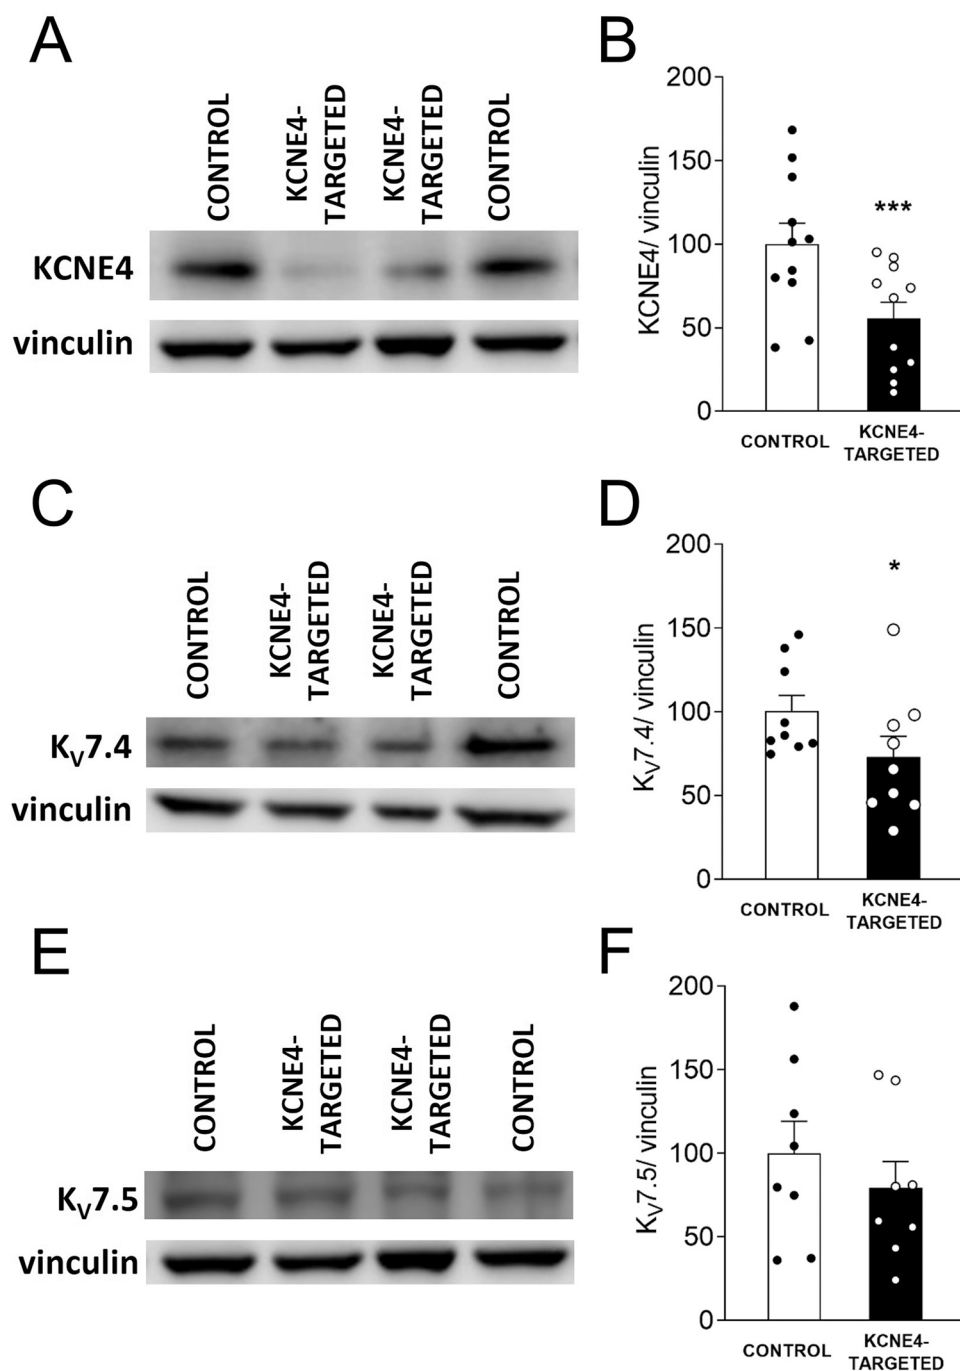 A
CONTROL
KCNE4-
TARGETED
KCNE4-
TARGETED
CONTROL
KCNE4
vinculin
B
KCNE4/ vinculin
200
150
100
50
0
***
CONTROL
KCNE4-
TARGETED
C
CONTROL
KCNE4-
TARGETED
KCNE4-
TARGETED
CONTROL
KV7.4
vinculin
D
KV7.4/ vinculin
200
150
100
50
0
*
CONTROL
KCNE4-
TARGETED
E
CONTROL
KCNE4-
TARGETED
KCNE4-
TARGETED
CONTROL
KV7.5
vinculin
F
KV7.5/ vinculin
200
150
100
50
0
CONTROL
KCNE4-
TARGETED